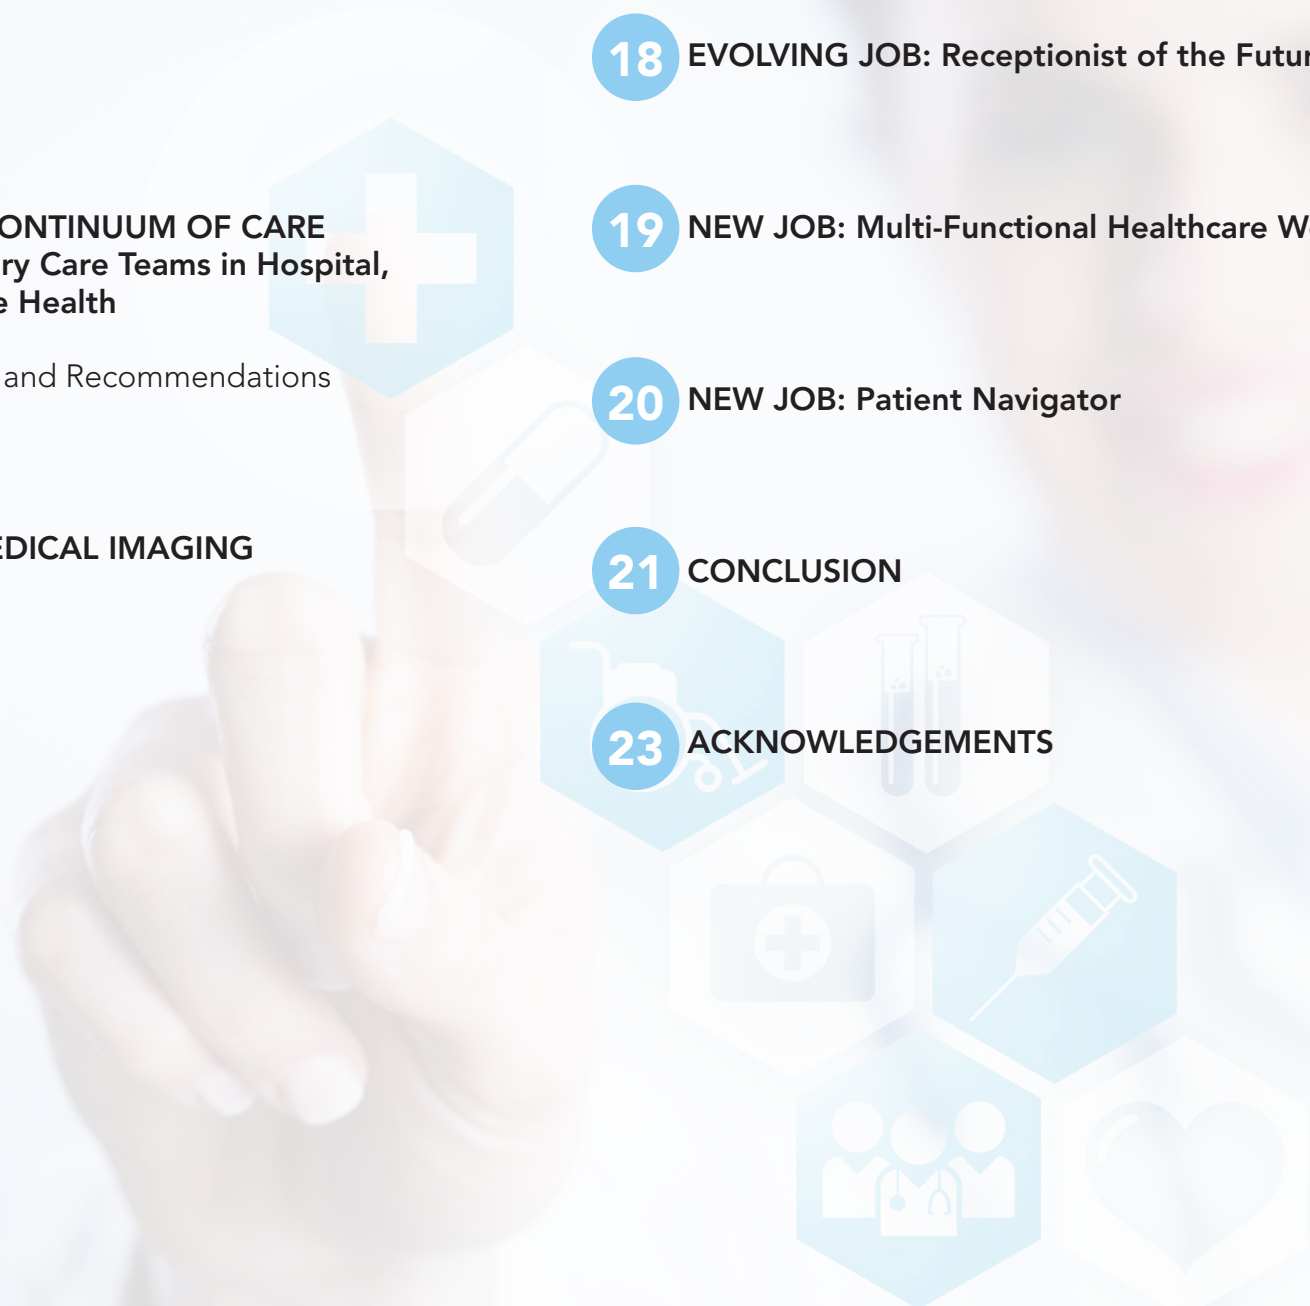 ONTINUUM OF CARE
ry Care Teams in Hospital,
e Health
and Recommendations
EDICAL IMAGING
18 EVOLVING JOB: Receptionist of the Futur
19 NEW JOB: Multi-Functional Healthcare W
20 NEW JOB: Patient Navigator
21 CONCLUSION
23 ACKNOWLEDGEMENTS